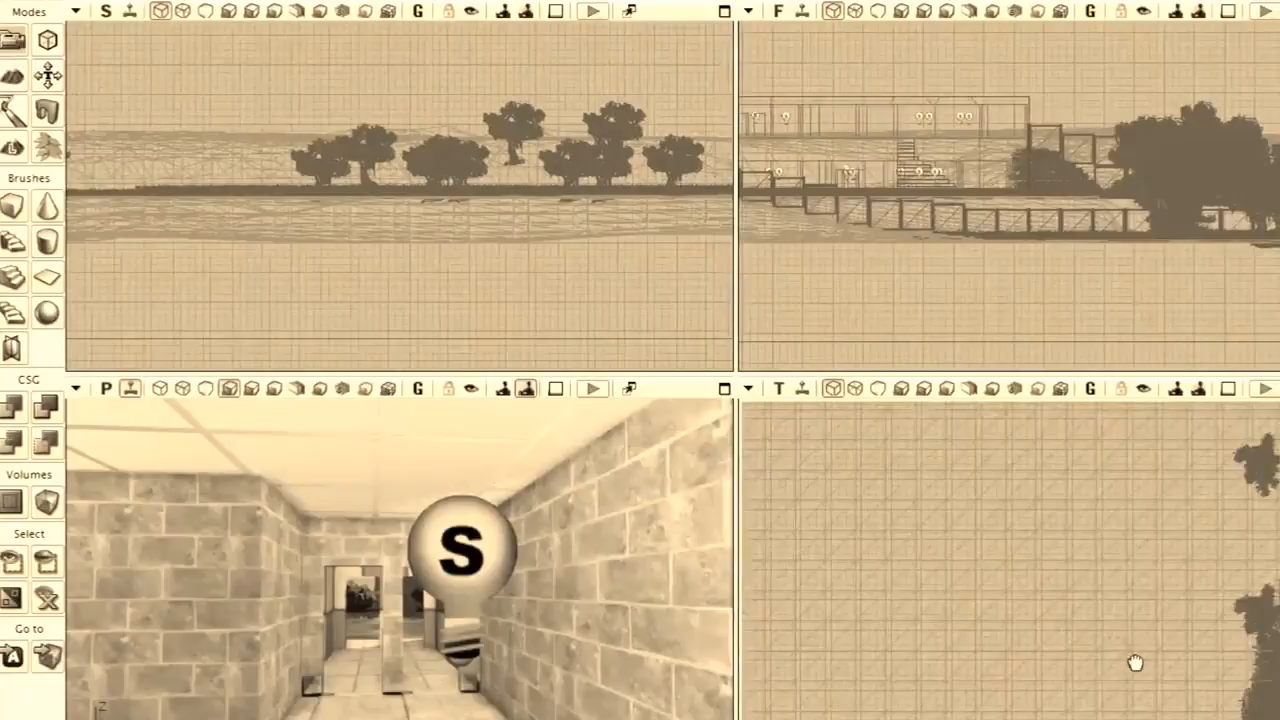 Modes
S G
F G
Brushes
CSG
P G
T G
Volumes
Select
S
Go to
A
Z